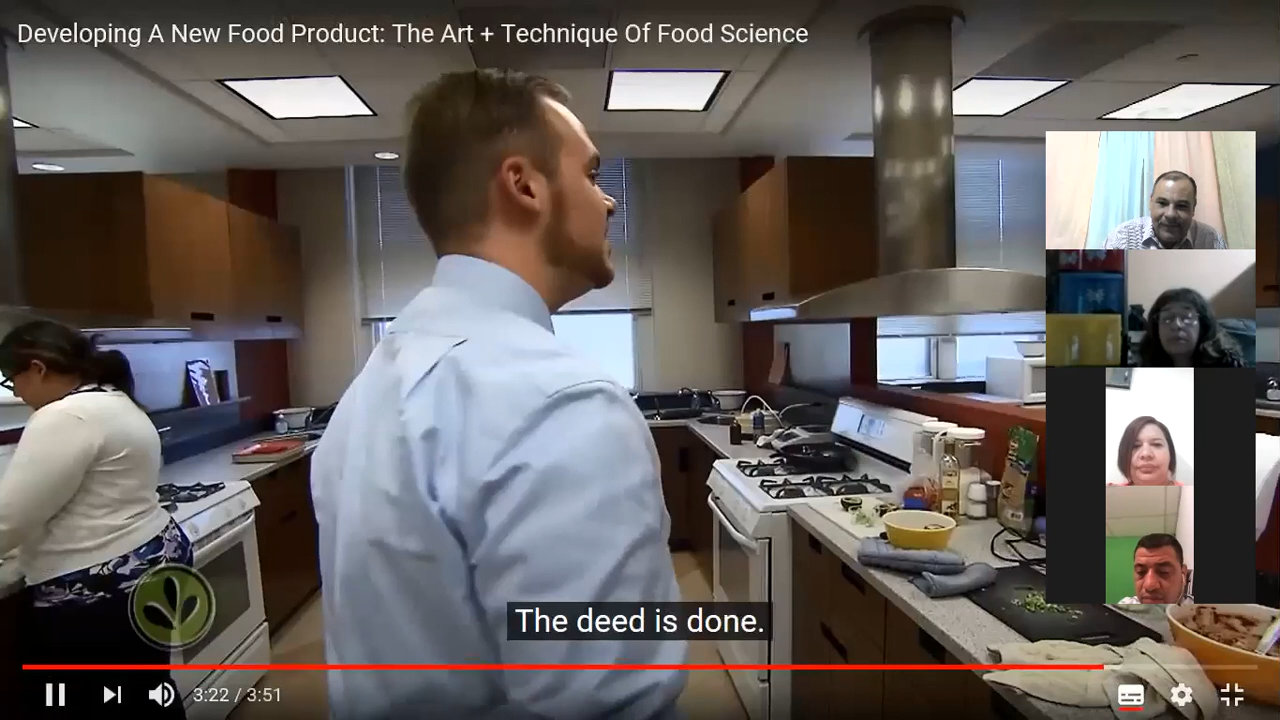 Developing A New Food Product: The Art + Technique Of Food Science
The deed is done.
3:22 / 3:51